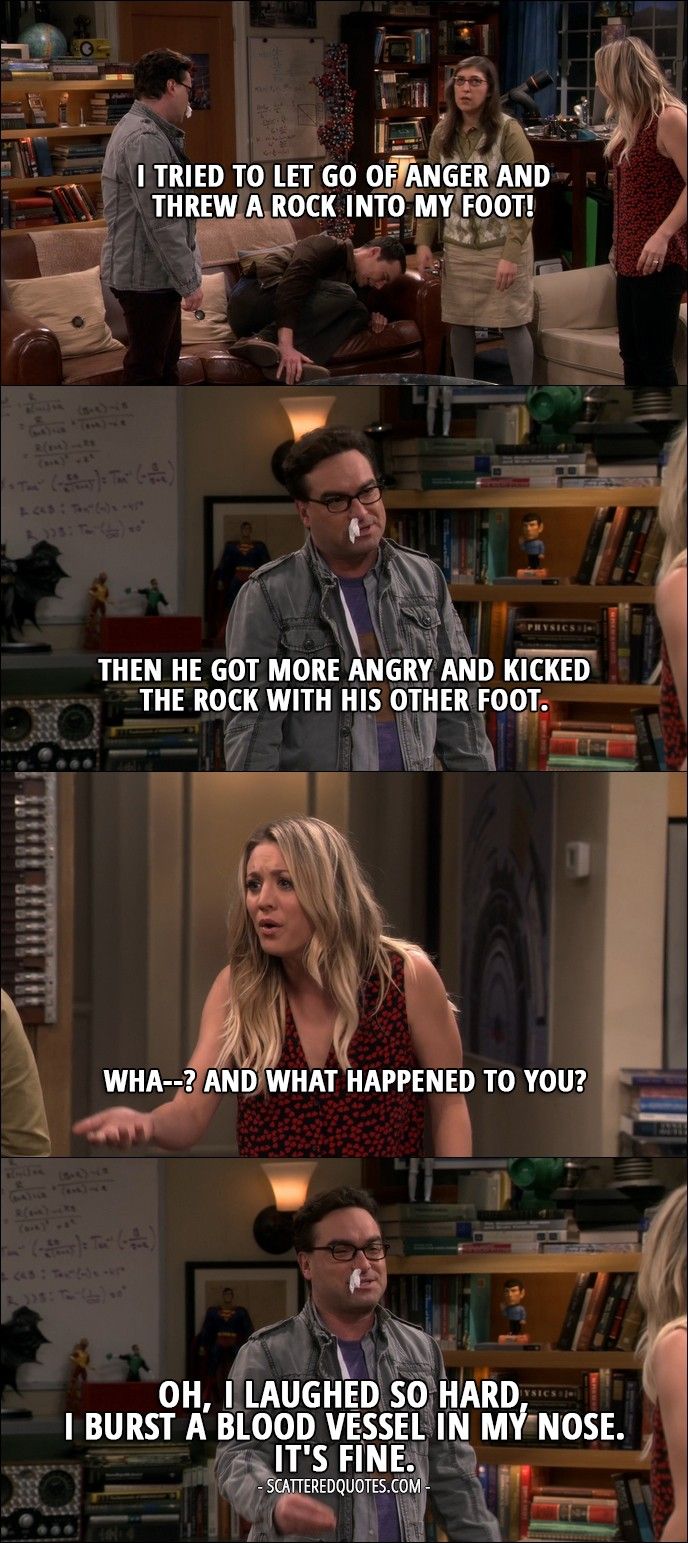 I TRIED TO LET GO OF ANGER AND
THREW A ROCK INTO MY FOOT!
THEN HE GOT MORE ANGRY AND KICKED
THE ROCK WITH HIS OTHER FOOT.
PHYSICS
WHA--? AND WHAT HAPPENED TO YOU?
OH, I LAUGHED SO HARD,
I BURST A BLOOD VESSEL IN MY NOSE.
IT'S FINE.
- SCATTEREDQUOTES.COM -